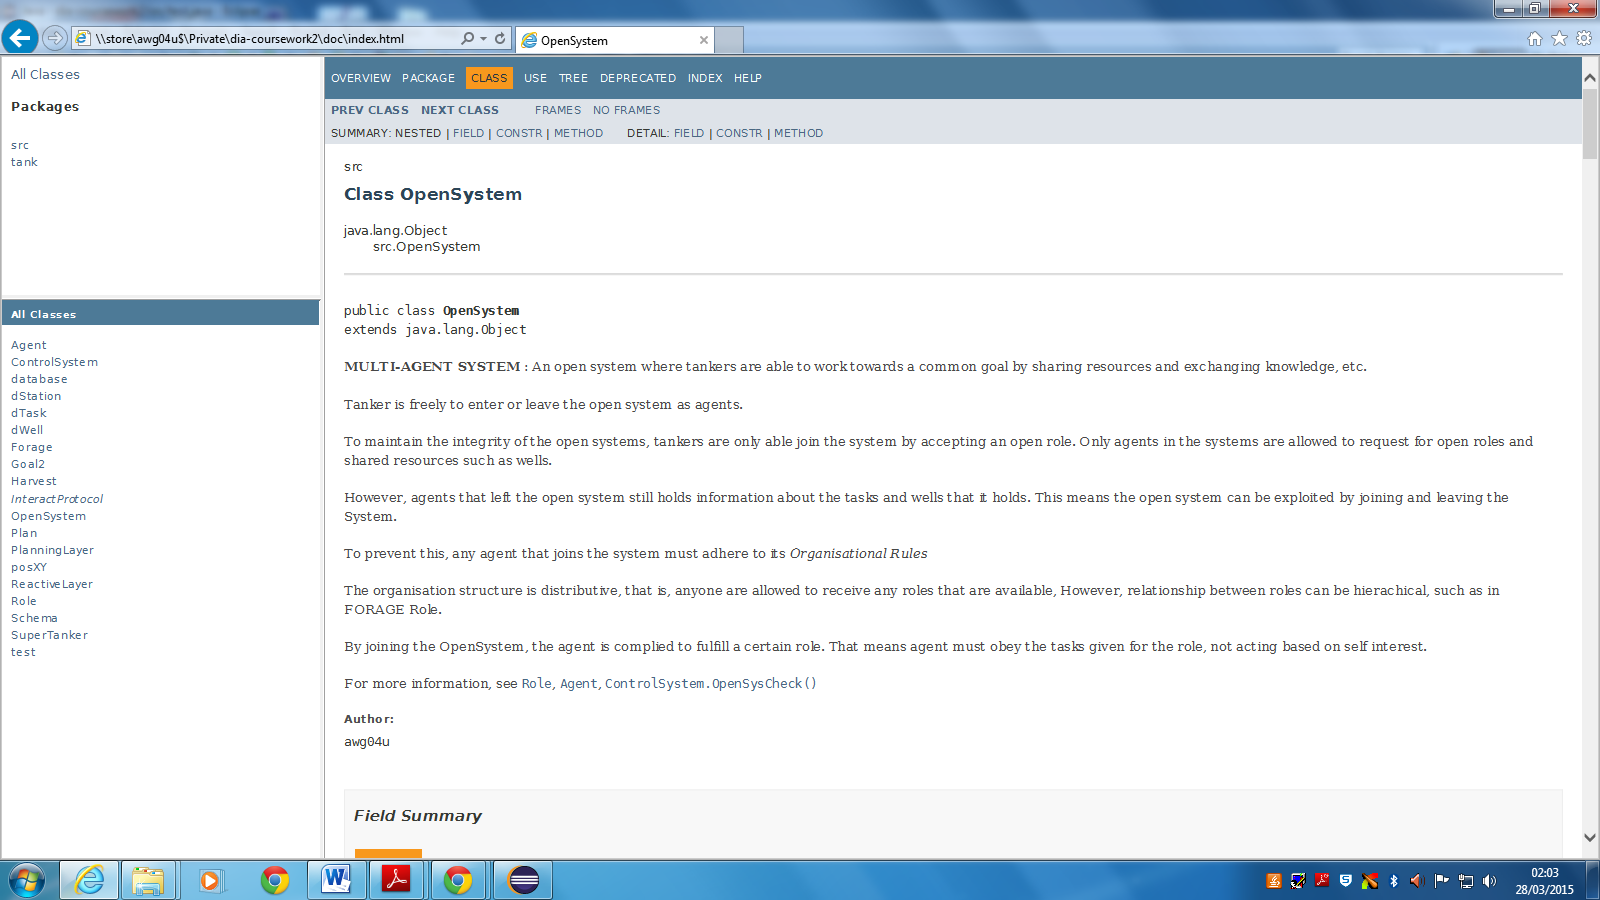 \\store\awg04u$\Private\dia-coursework2\doc\index.html
OpenSystem
All Classes
Packages
src
tank
All Classes
Agent
ControlSystem
database
dStation
dTask
dWell
Forage
Goal2
Harvest
InteractProtocol
OpenSystem
Plan
PlanningLayer
posXY
ReactiveLayer
Role
Schema
SuperTanker
test
OVERVIEW PACKAGE CLASS USE TREE DEPRECATED INDEX HELP
PREV CLASS NEXT CLASS FRAMES NO FRAMES
SUMMARY: NESTED | FIELD | CONSTR | METHOD DETAIL: FIELD | CONSTR | METHOD
src
Class OpenSystem
java.lang.Object
src.OpenSystem
public class OpenSystem
extends java.lang.Object
MULTI-AGENT SYSTEM : An open system where tankers are able to work towards a common goal by sharing resources and exchanging knowledge, etc.
Tanker is freely to enter or leave the open system as agents.
To maintain the integrity of the open systems, tankers are only able join the system by accepting an open role. Only agents in the systems are allowed to request for open roles and
shared resources such as wells.
However, agents that left the open system still holds information about the tasks and wells that it holds. This means the open system can be exploited by joining and leaving the
System.
To prevent this, any agent that joins the system must adhere to its Organisational Rules
The organisation structure is distributive, that is, anyone are allowed to receive any roles that are available, However, relationship between roles can be hierachical, such as in
FORAGE Role.
By joining the OpenSystem, the agent is complied to fulfill a certain role. That means agent must obey the tasks given for the role, not acting based on self interest.
For more information, see Role, Agent, ControlSystem.OpenSysCheck()
Author:
awg04u
Field Summary
02:03
28/03/2015